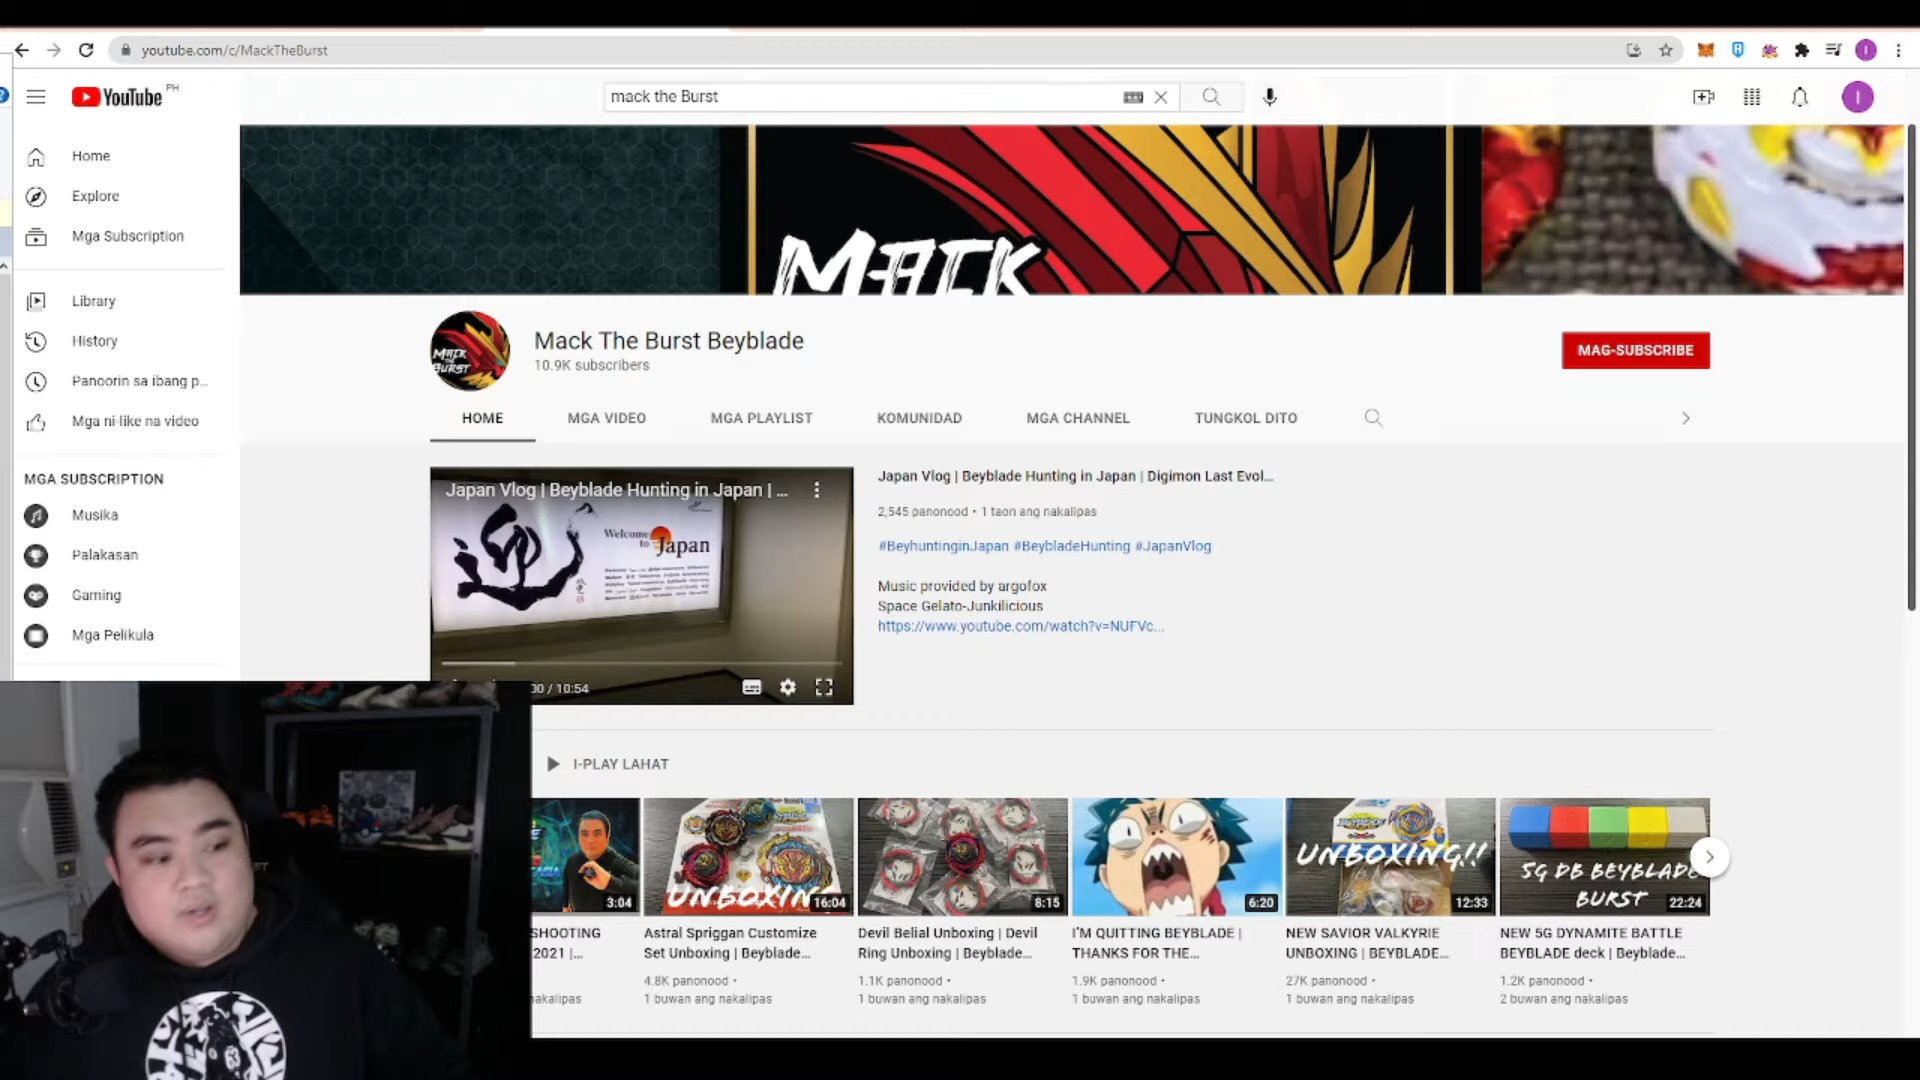 youtube.com/c/MackTheBurst
YouTube PH
mack the Burst
I
I
Home
Explore
Mga Subscription
Library
History
Panoorin sa ibang p...
Mga ni-like na video
MGA SUBSCRIPTION
Musika
Palakasan
Gaming
Mga Pelikula
MACK
MACK
THE
BURST
Mack The Burst Beyblade
10.9K subscribers
MAG-SUBSCRIBE
HOME
MGA VIDEO
MGA PLAYLIST
KOMUNIDAD
MGA CHANNEL
TUNGKOL DITO
Japan Vlog | Beyblade Hunting in Japan | ...
迎
Welcome
to Japan
00 / 10:54
Japan Vlog | Beyblade Hunting in Japan | Digimon Last Evol...
2,545 panonood • 1 taon ang nakalipas
#BeyhuntinginJapan #BeybladeHunting #JapanVlog
Music provided by argofox
Space Gelato-Junkilicious
https://www.youtube.com/watch?v=NUFVc...
I-PLAY LAHAT
3:04
SHOOTING
2021 |...
nakalipas
UNBOXING
16:04
Astral Spriggan Customize
Set Unboxing | Beyblade...
4.8K panonood •
1 buwan ang nakalipas
8:15
Devil Belial Unboxing | Devil
Ring Unboxing | Beyblade...
1.1K panonood •
1 buwan ang nakalipas
6:20
I'M QUITTING BEYBLADE |
THANKS FOR THE...
1.9K panonood •
1 buwan ang nakalipas
UNBOXING!!
12:33
NEW SAVIOR VALKYRIE
UNBOXING | BEYBLADE...
27K panonood •
1 buwan ang nakalipas
5G DB BEYBLADE
BURST
22:24
NEW 5G DYNAMITE BATTLE
BEYBLADE deck | Beyblade...
1.2K panonood •
2 buwan ang nakalipas